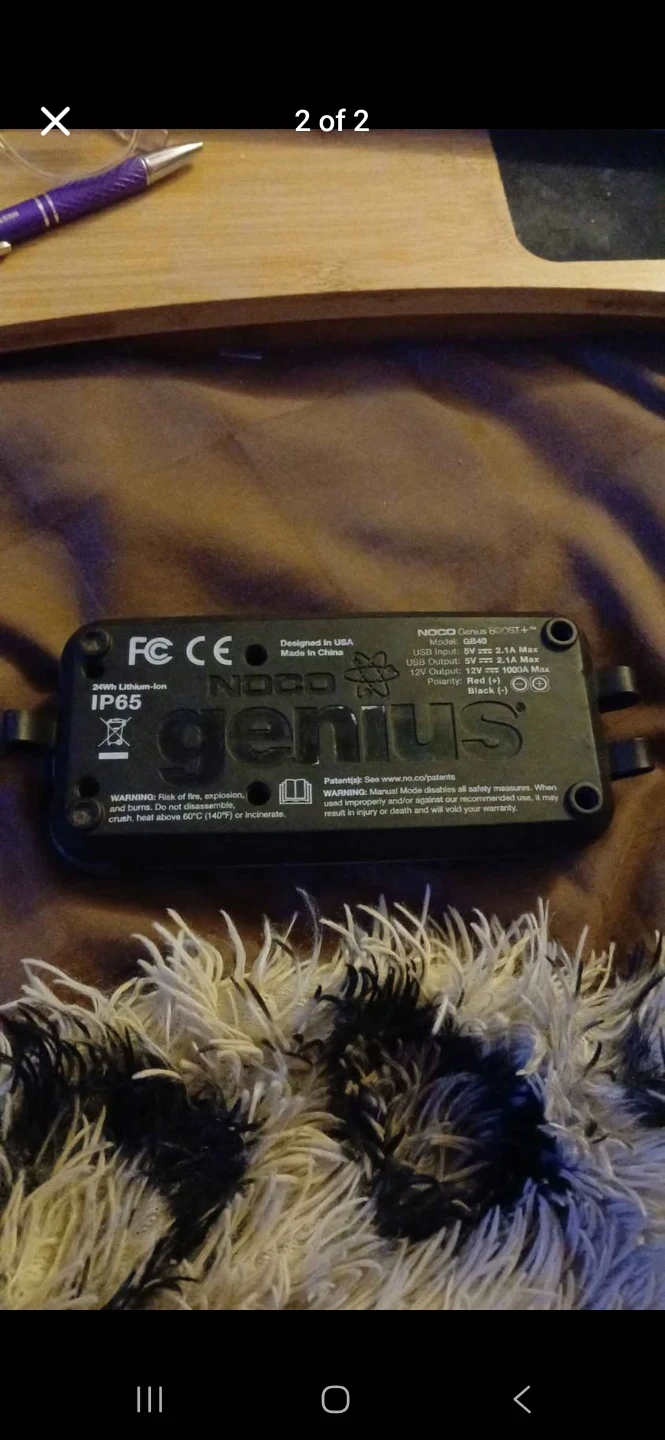 2 of 2
FC CE
Designed in USA
Made in China
NOCO Genius BOOST+™
Model: GB40
USB Input: 5V ⎓ 2.1A Max
USB Output: 5V ⎓ 2.1A Max
12V Output: 12V ⎓ 1000A Max
Polarity: Red (+)
Black (-)
24Wh Lithium-Ion
IP65
NOCO
genius®
WARNING: Risk of fire, explosion,
and burns. Do not disassemble,
crush, heat above 60°C (140°F) or incinerate.
Patent(s): See www.no.co/patents
WARNING: Manual Mode disables all safety measures. When
used improperly and/or against our recommended use, it may
result in injury or death and will void your warranty.